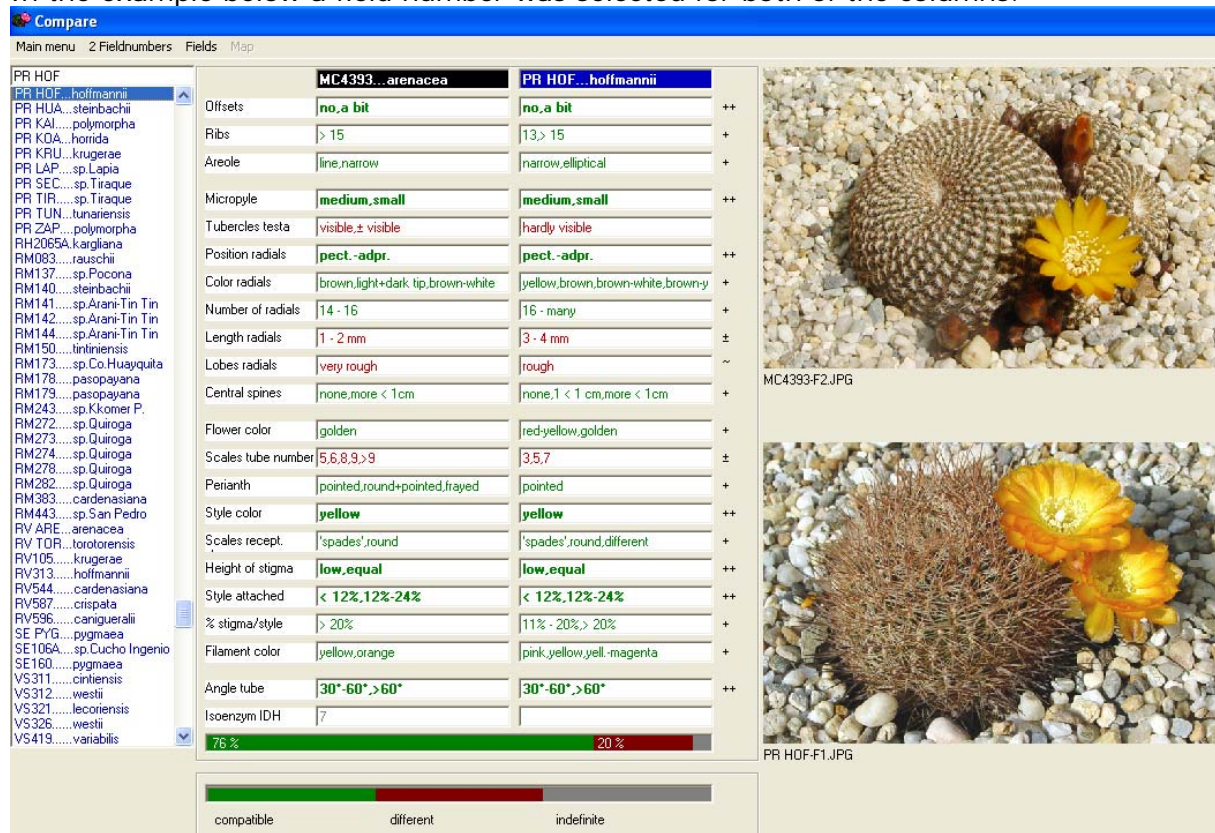 in the example below a field number was selected for both of the columns.
Compare
Main menu 2 Fieldnumbers Fields Map
PR HOF
PR HOF...hoffmannii
PR HUA...steinbachii
PR KAI.....polymorpha
PR KOA...horrida
PR KRU...krugerae
PR LAP....sp.Lapia
PR SEC....sp.Tiraque
PR TIR.....sp.Tiraque
PR TUN...tunariensis
PR ZAP....polymorpha
RH2065A.kargliana
RM083.....rauschii
RM137.....sp.Pocona
RM140.....steinbachii
RM141.....sp.Arani-Tin Tin
RM142.....sp.Arani-Tin Tin
RM144.....sp.Arani-Tin Tin
RM150.....tintiniensis
RM173.....sp.Co.Huayquita
RM178.....pasopayana
RM179.....pasopayana
RM243.....sp.Kkomer P.
RM272.....sp.Quiroga
RM273.....sp.Quiroga
RM274.....sp.Quiroga
RM278.....sp.Quiroga
RM282.....sp.Quiroga
RM383.....cardenasiana
RM443.....sp.San Pedro
RV ARE...arenacea
RV TOR...torotorensis
RV105......krugerae
RV313......hoffmannii
RV544......cardenasiana
RV587......crispata
RV596......canigueralii
SE PYG....pygmaea
SE106A....sp.Cucho Ingenio
SE160......pygmaea
VS311......cintiensis
VS312......westii
VS321......lecoriensis
VS326......westii
VS419......variabilis
MC4393...arenacea PR HOF...hoffmannii
Offsets no,a bit no,a bit ++
Ribs > 15 13,> 15 +
Areole line,narrow narrow,elliptical +
Micropyle medium,small medium,small ++
Tubercles testa visible,± visible hardly visible
Position radials pect.-adpr. pect.-adpr. ++
Color radials brown,light+dark tip,brown-white yellow,brown,brown-white,brown-y +
Number of radials 14 - 16 16 - many +
Length radials 1 - 2 mm 3 - 4 mm ±
Lobes radials very rough rough ~
Central spines none,more < 1cm none,1 < 1 cm,more < 1cm +
Flower color golden red-yellow,golden +
Scales tube number 5,6,8,9,>9 3,5,7 ±
Perianth pointed,round+pointed,frayed pointed +
Style color yellow yellow ++
Scales recept. 'spades',round 'spades',round,different +
Height of stigma low,equal low,equal ++
Style attached < 12%,12%-24% < 12%,12%-24% ++
% stigma/style > 20% 11% - 20%,> 20% +
Filament color yellow,orange pink,yellow,yell.-magenta +
Angle tube 30°-60°,>60° 30°-60°,>60° ++
Isoenzym IDH 7
76 % 20 %
compatible different indefinite
MC4393-F2.JPG
PR HOF-F1.JPG